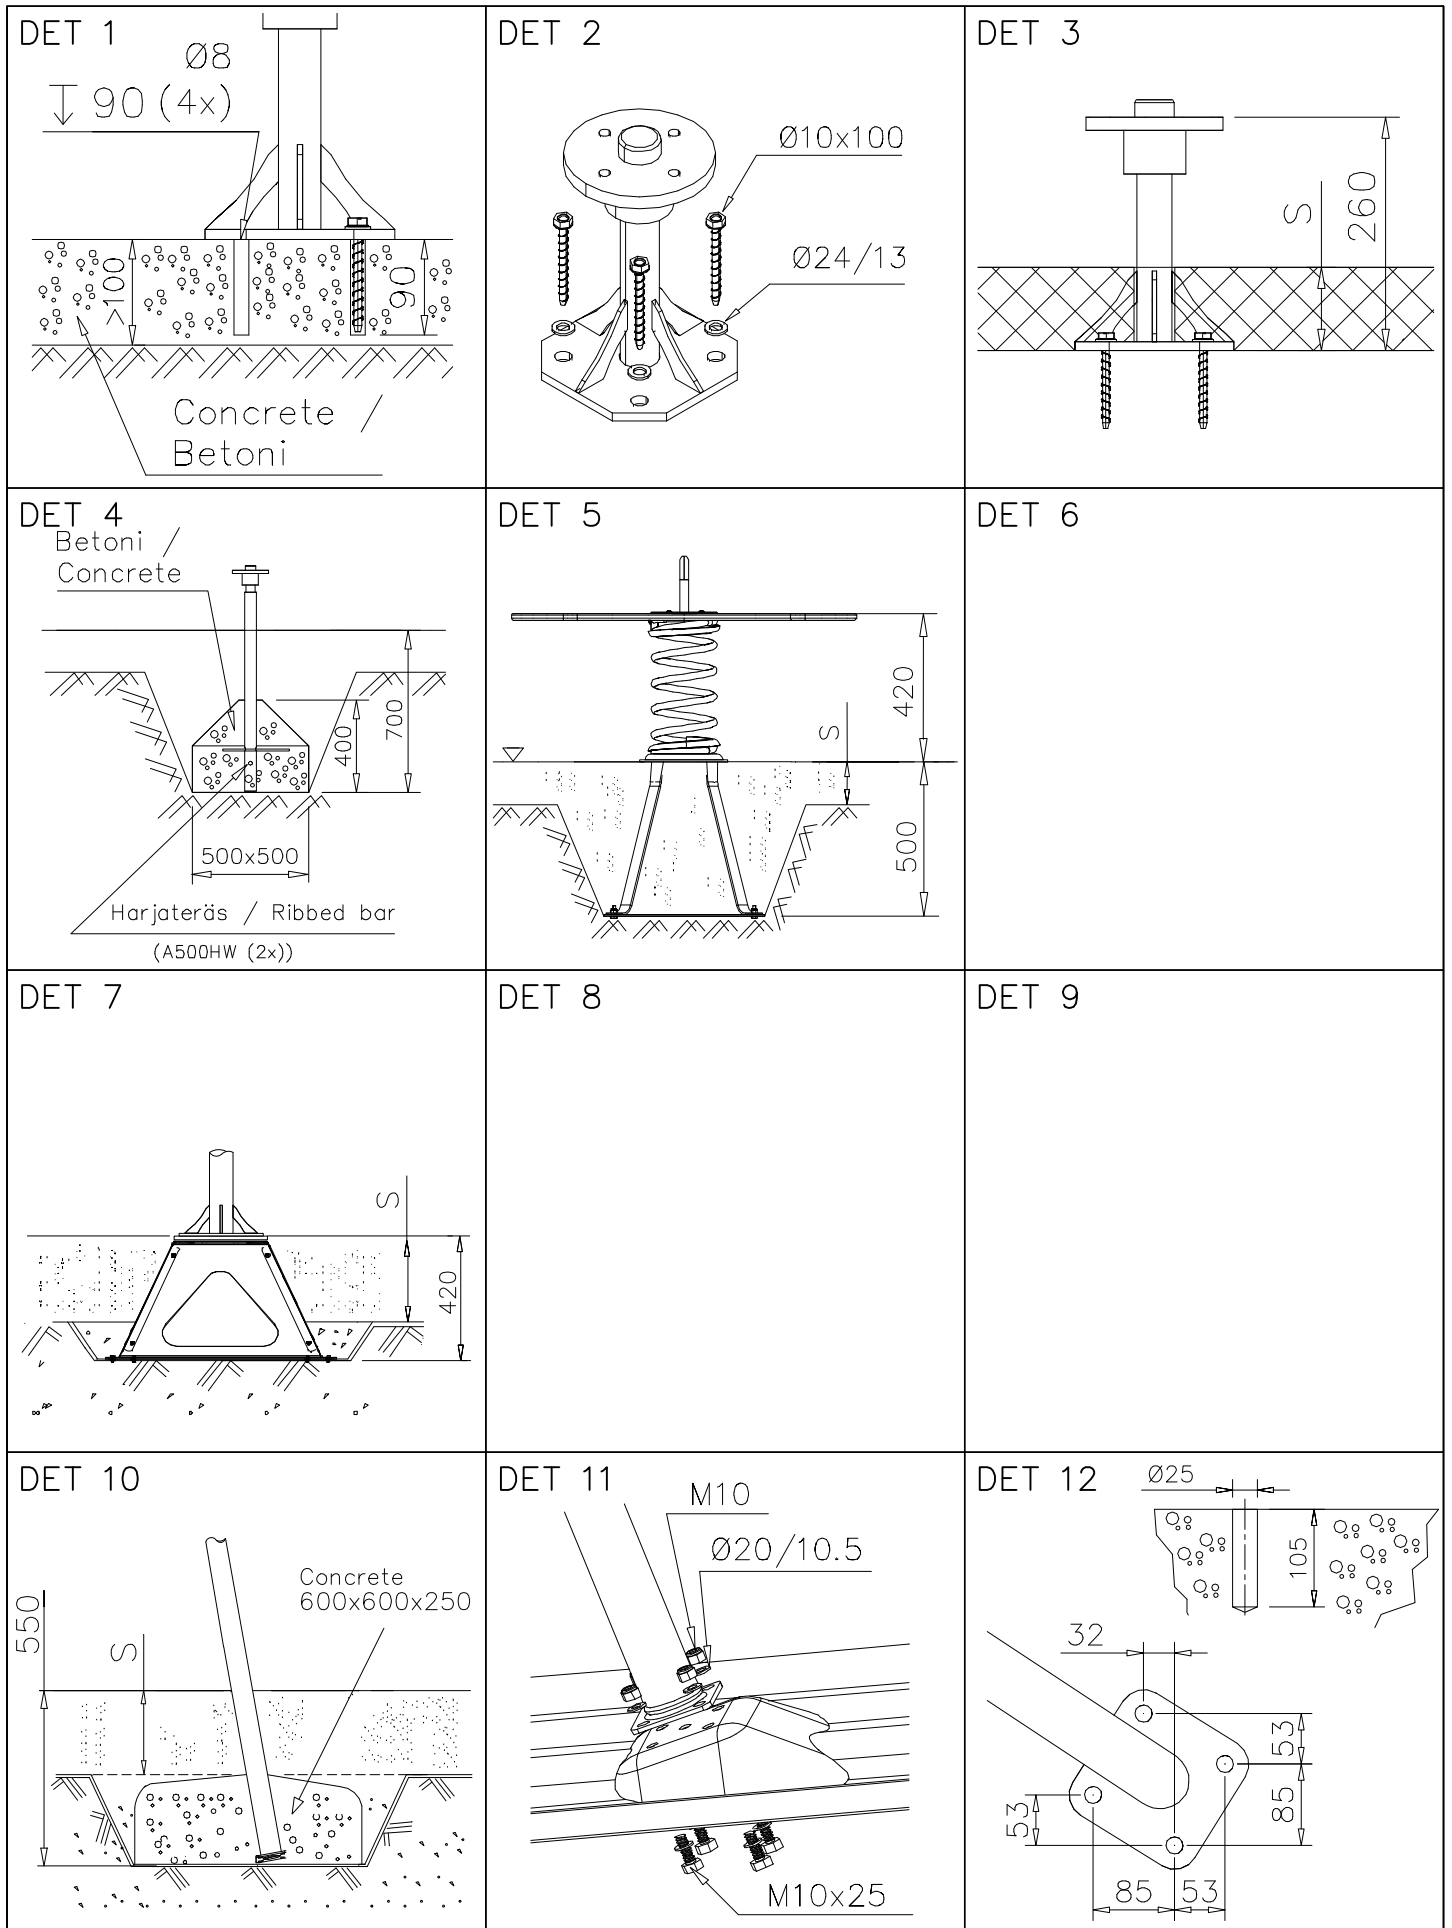 DET 1
Ø8
90 (4x)
>100
90
Concrete /
Betoni
DET 2
Ø10x100
Ø24/13
DET 3
S
260
DET 4
Betoni /
Concrete
400
700
500x500
Harjateräs / Ribbed bar
(A500HW (2x))
DET 5
420
S
500
DET 6
DET 7
S
420
DET 8
DET 9
DET 10
Concrete
600x600x250
550
S
DET 11
M10
Ø20/10.5
M10x25
DET 12
Ø25
105
32
53
85
53
85
53